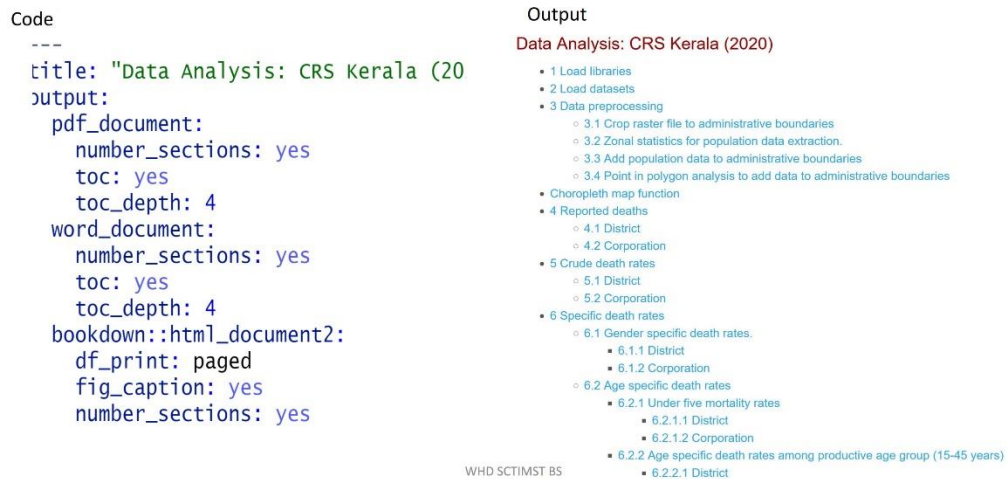 Code
---
title: "Data Analysis: CRS Kerala (20
output:
pdf_document:
number_sections: yes
toc: yes
toc_depth: 4
word_document:
number_sections: yes
toc: yes
toc_depth: 4
bookdown::html_document2:
df_print: paged
fig_caption: yes
number_sections: yes
Output
Data Analysis: CRS Kerala (2020)
• 1 Load libraries
• 2 Load datasets
• 3 Data preprocessing
○ 3.1 Crop raster file to administrative boundaries
○ 3.2 Zonal statistics for population data extraction.
○ 3.3 Add population data to administrative boundaries
○ 3.4 Point in polygon analysis to add data to administrative boundaries
• Choropleth map function
• 4 Reported deaths
○ 4.1 District
○ 4.2 Corporation
• 5 Crude death rates
○ 5.1 District
○ 5.2 Corporation
• 6 Specific death rates
○ 6.1 Gender specific death rates.
▪ 6.1.1 District
▪ 6.1.2 Corporation
○ 6.2 Age specific death rates
▪ 6.2.1 Under five mortality rates
▪ 6.2.1.1 District
▪ 6.2.1.2 Corporation
▪ 6.2.2 Age specific death rates among productive age group (15-45 years)
▪ 6.2.2.1 District
WHD SCTIMST BS